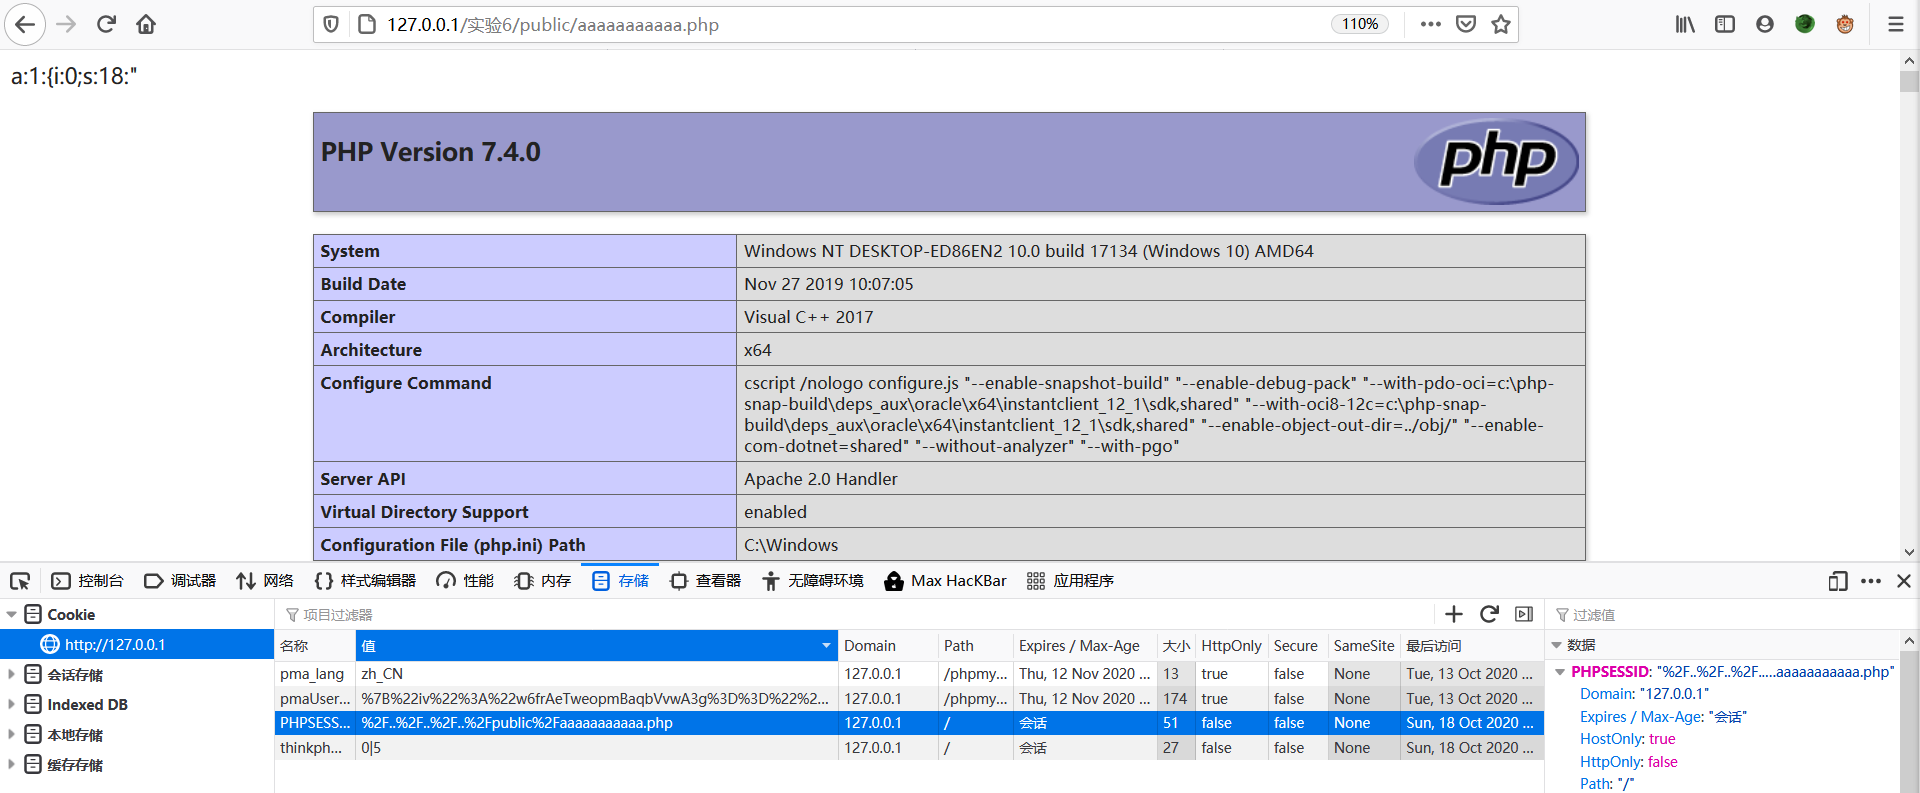 127.0.0.1/实验6/public/aaaaaaaaaaa.php
110%
a:1:{i:0;s:18:"
PHP Version 7.4.0
php
System Windows NT DESKTOP-ED86EN2 10.0 build 17134 (Windows 10) AMD64
Build Date Nov 27 2019 10:07:05
Compiler Visual C++ 2017
Architecture x64
Configure Command cscript /nologo configure.js "--enable-snapshot-build" "--enable-debug-pack" "--with-pdo-oci=c:\php-
snap-build\deps_aux\oracle\x64\instantclient_12_1\sdk,shared" "--with-oci8-12c=c:\php-snap-
build\deps_aux\oracle\x64\instantclient_12_1\sdk,shared" "--enable-object-out-dir=../obj/" "--enable-
com-dotnet=shared" "--without-analyzer" "--with-pgo"
Server API Apache 2.0 Handler
Virtual Directory Support enabled
Configuration File (php.ini) Path C:\Windows
控制台 调试器 网络 样式编辑器 性能 内存 存储 查看器 无障碍环境 Max HacKBar 应用程序
Cookie
http://127.0.0.1
会话存储
Indexed DB
本地存储
缓存存储
项目过滤器
名称 值 Domain Path Expires / Max-Age 大小 HttpOnly Secure SameSite 最后访问
pma_lang zh_CN 127.0.0.1 /phpmy... Thu, 12 Nov 2020 ... 13 true false None Tue, 13 Oct 2020 ...
pmaUser... %7B%22iv%22%3A%22w6frAeTweopmBaqbVvwA3g%3D%3D%22%2... 127.0.0.1 /phpmy... Thu, 12 Nov 2020 ... 174 true false None Tue, 13 Oct 2020 ...
PHPSESS... %2F..%2F..%2F..%2Fpublic%2Faaaaaaaaaaa.php 127.0.0.1 / 会话 51 false false None Sun, 18 Oct 2020 ...
thinkph... 0|5 127.0.0.1 / 会话 27 false false None Sun, 18 Oct 2020 ...
过滤值
数据
PHPSESSID: "%2F..%2F..%2F.....aaaaaaaaaaa.php"
Domain: "127.0.0.1"
Expires / Max-Age: "会话"
HostOnly: true
HttpOnly: false
Path: "/"